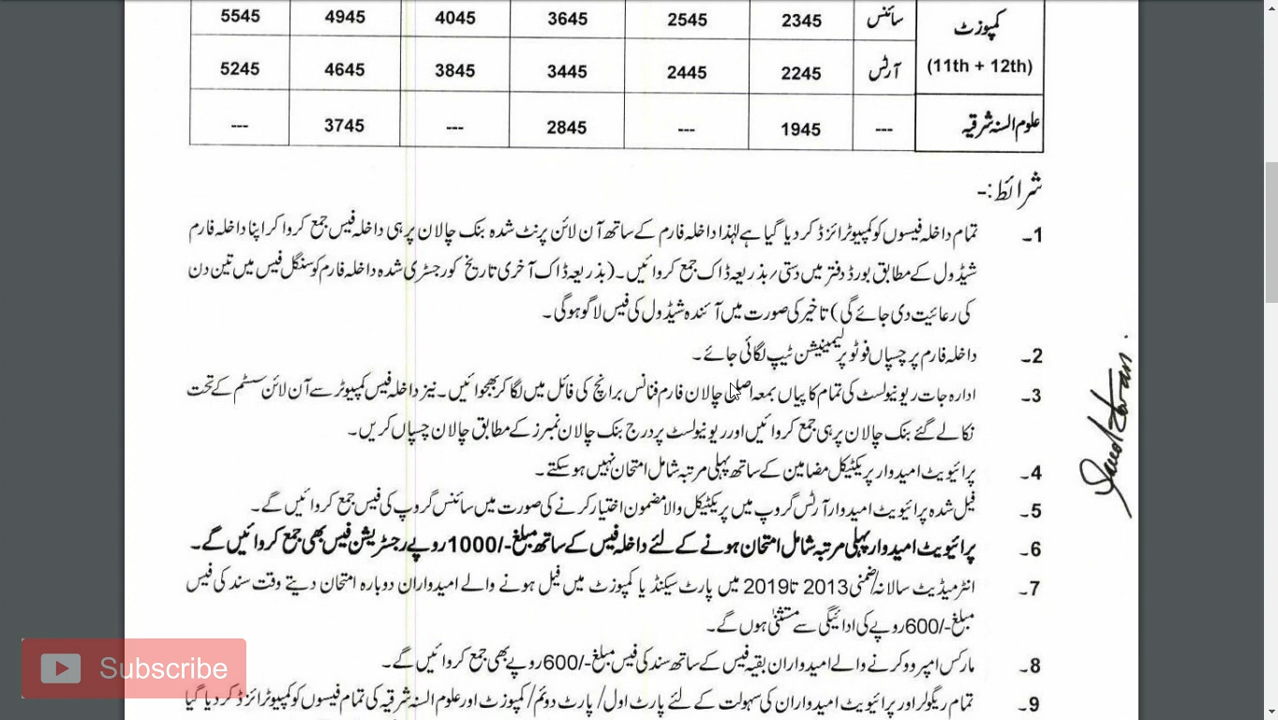 کمپوزٹ (11th + 12th) سائنس 2345 2545 3645 4045 4945 5545
آرٹس 2245 2445 3445 3845 4645 5245
علوم السنہ شرقیہ --- 1945 --- 2845 --- 3745 ---
شرائط:-
1۔ تمام داخلہ فیسوں کو کمپیوٹرائزڈ کر دیا گیا ہے لہٰذا داخلہ فارم کے ساتھ آن لائن پرنٹ شدہ بنک چالان پر ہی داخلہ فیس جمع کروا کر اپنا داخلہ فارم
شیڈول کے مطابق بورڈ دفتر میں دستی/بذریعہ ڈاک جمع کروائیں۔ (بذریعہ ڈاک آخری تاریخ کو رجسٹری شدہ داخلہ فارم کو سنگل فیس میں تین دن
کی رعائیت دی جائے گی) تاخیر کی صورت میں آئندہ شیڈول کی فیس لاگو ہوگی۔
2۔ داخلہ فارم پر چسپاں فوٹو پر لیمینیشن ٹیپ لگائی جائے۔
3۔ ادارہ جات ریونیو لسٹ کی تمام کاپیاں بمعہ اصلی چالان فارم فنانس برانچ کی فائل میں لگا کر بھجوائیں۔ نیز داخلہ فیس کمپیوٹر سے آن لائن سسٹم کے تحت
نکالے گئے بنک چالان پر ہی جمع کروائیں اور ریونیو لسٹ پر درج بنک چالان نمبرز کے مطابق چالان چسپاں کریں۔
4۔ پرائیویٹ امیدوار پریکٹیکل مضامین کے ساتھ پہلی مرتبہ شامل امتحان نہیں ہو سکتے۔
5۔ فیل شدہ پرائیویٹ امیدوار آرٹس گروپ میں پریکٹیکل والا مضمون اختیار کرنے کی صورت میں سائنس گروپ کی فیس جمع کروائیں گے۔
6۔ پرائیویٹ امیدوار پہلی مرتبہ شامل امتحان ہونے کے لئے داخلہ فیس کے ساتھ مبلغ -/1000 روپے رجسٹریشن فیس بھی جمع کروائیں گے۔
7۔ انٹرمیڈیٹ سالانہ/ضمنی 2013 تا 2019 میں پارٹ سیکنڈ یا کمپوزٹ میں فیل ہونے والے امیدواران دوبارہ امتحان دیتے وقت سند کی فیس
مبلغ -/600 روپے کی ادائیگی سے مستثنیٰ ہوں گے۔
8۔ مارکس امپروو کرنے والے امیدواران بقیہ فیس کے ساتھ سند کی فیس مبلغ -/600 روپے بھی جمع کروائیں گے۔
9۔ تمام ریگولر اور پرائیویٹ امیدواران کی سہولت کے لئے پارٹ اول/پارٹ دوئم/کمپوزٹ اور علوم السنہ شرقیہ کی تمام فیسوں کو کمپیوٹرائزڈ کر دیا گیا
Subscribe